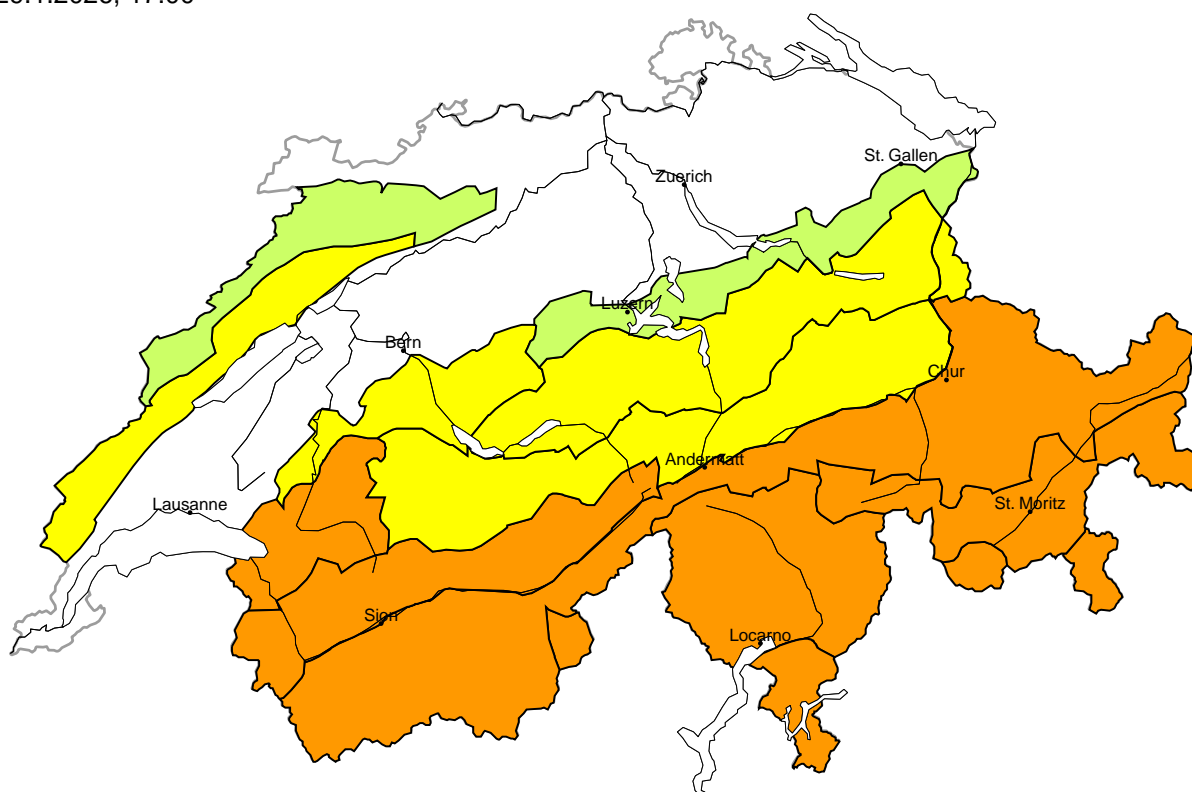 St. Gallen
Zuerich
Luzern
Bern
Chur
Andermatt
Lausanne
St. Moritz
Sion
Locarno